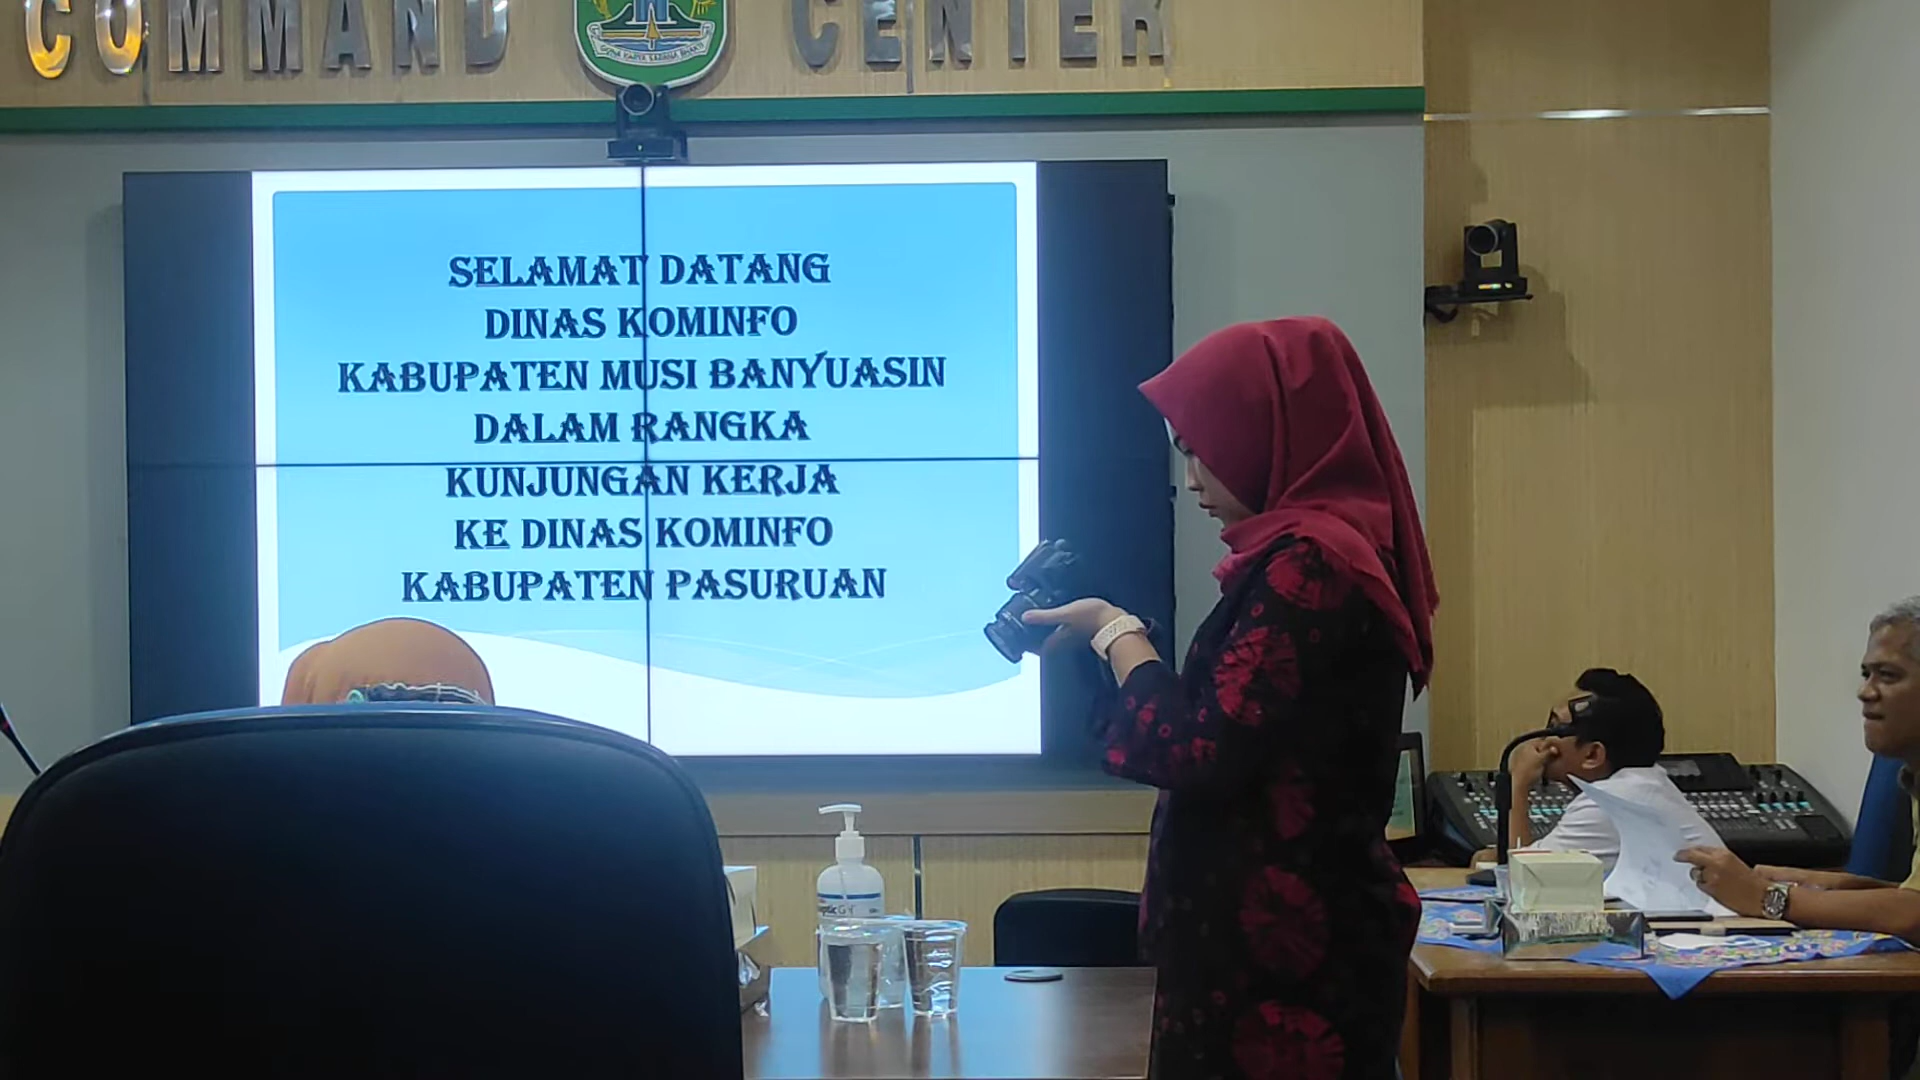 COMMAND CENTER
SELAMAT DATANG
DINAS KOMINFO
KABUPATEN MUSI BANYUASIN
DALAM RANGKA
KUNJUNGAN KERJA
KE DINAS KOMINFO
KABUPATEN PASURUAN